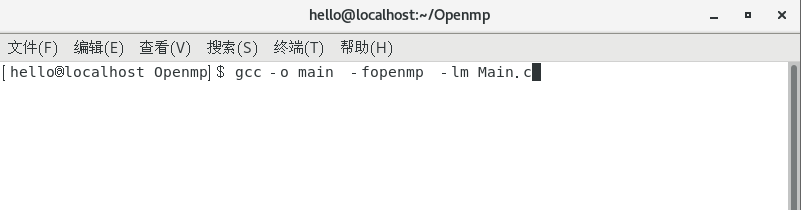 hello@localhost:~/Openmp
文件(F) 编辑(E) 查看(V) 搜索(S) 终端(T) 帮助(H)
[hello@localhost Openmp]$ gcc -o main  -fopenmp  -lm Main.c